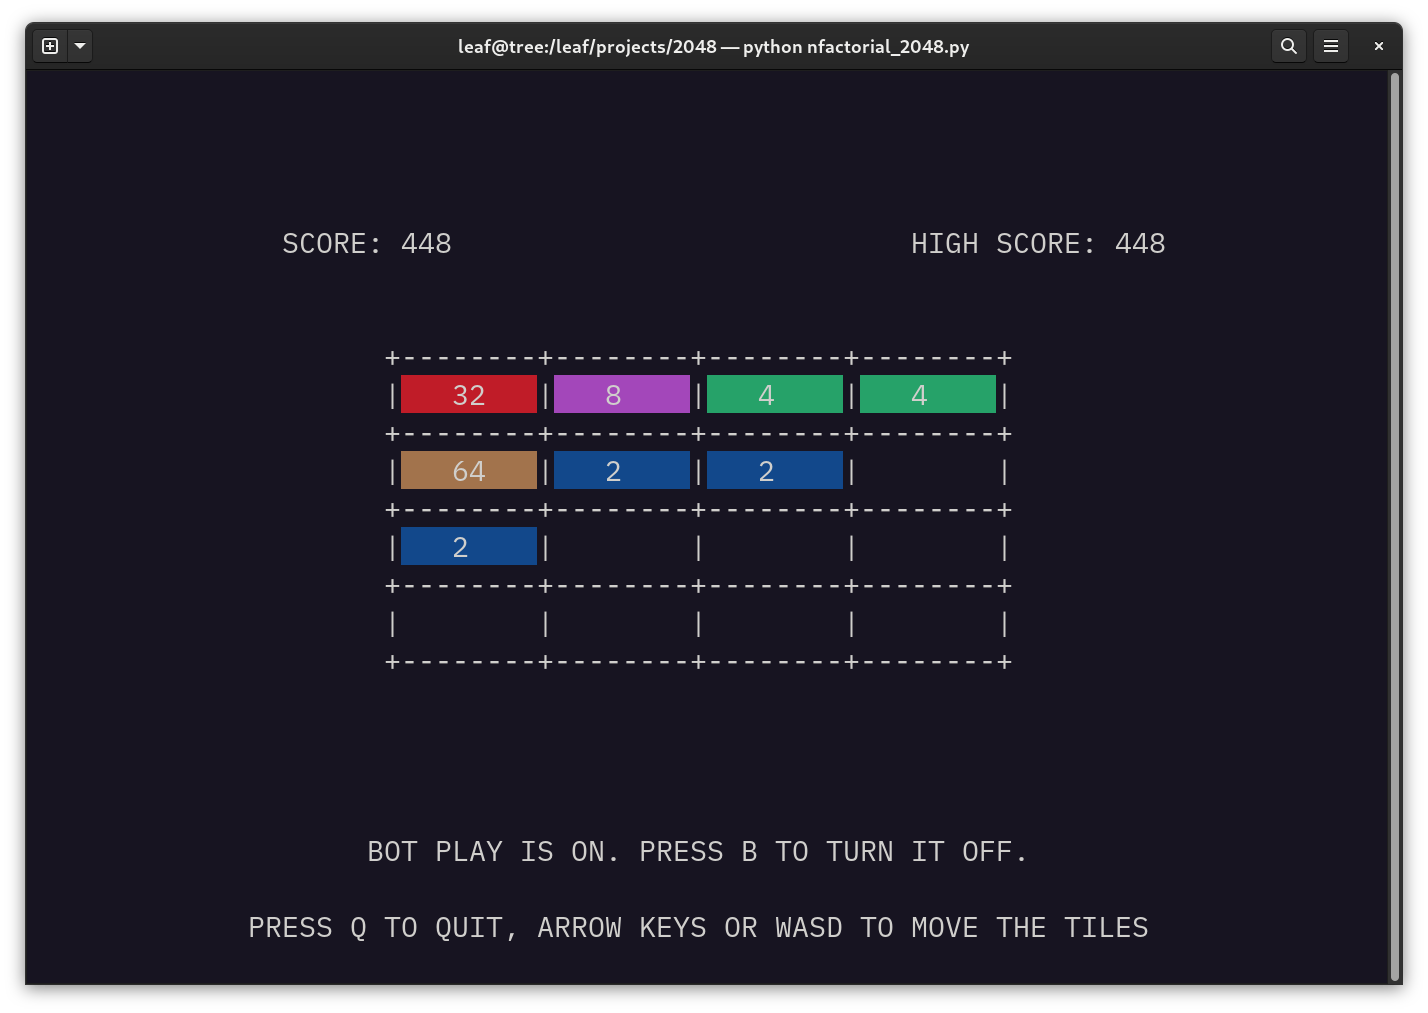 leaf@tree:/leaf/projects/2048 — python nfactorial_2048.py
SCORE: 448 HIGH SCORE: 448
+--------+--------+--------+--------+
| 32 | 8 | 4 | 4 |
+--------+--------+--------+--------+
| 64 | 2 | 2 | |
+--------+--------+--------+--------+
| 2 | | | |
+--------+--------+--------+--------+
| | | | |
+--------+--------+--------+--------+
BOT PLAY IS ON. PRESS B TO TURN IT OFF.
PRESS Q TO QUIT, ARROW KEYS OR WASD TO MOVE THE TILES